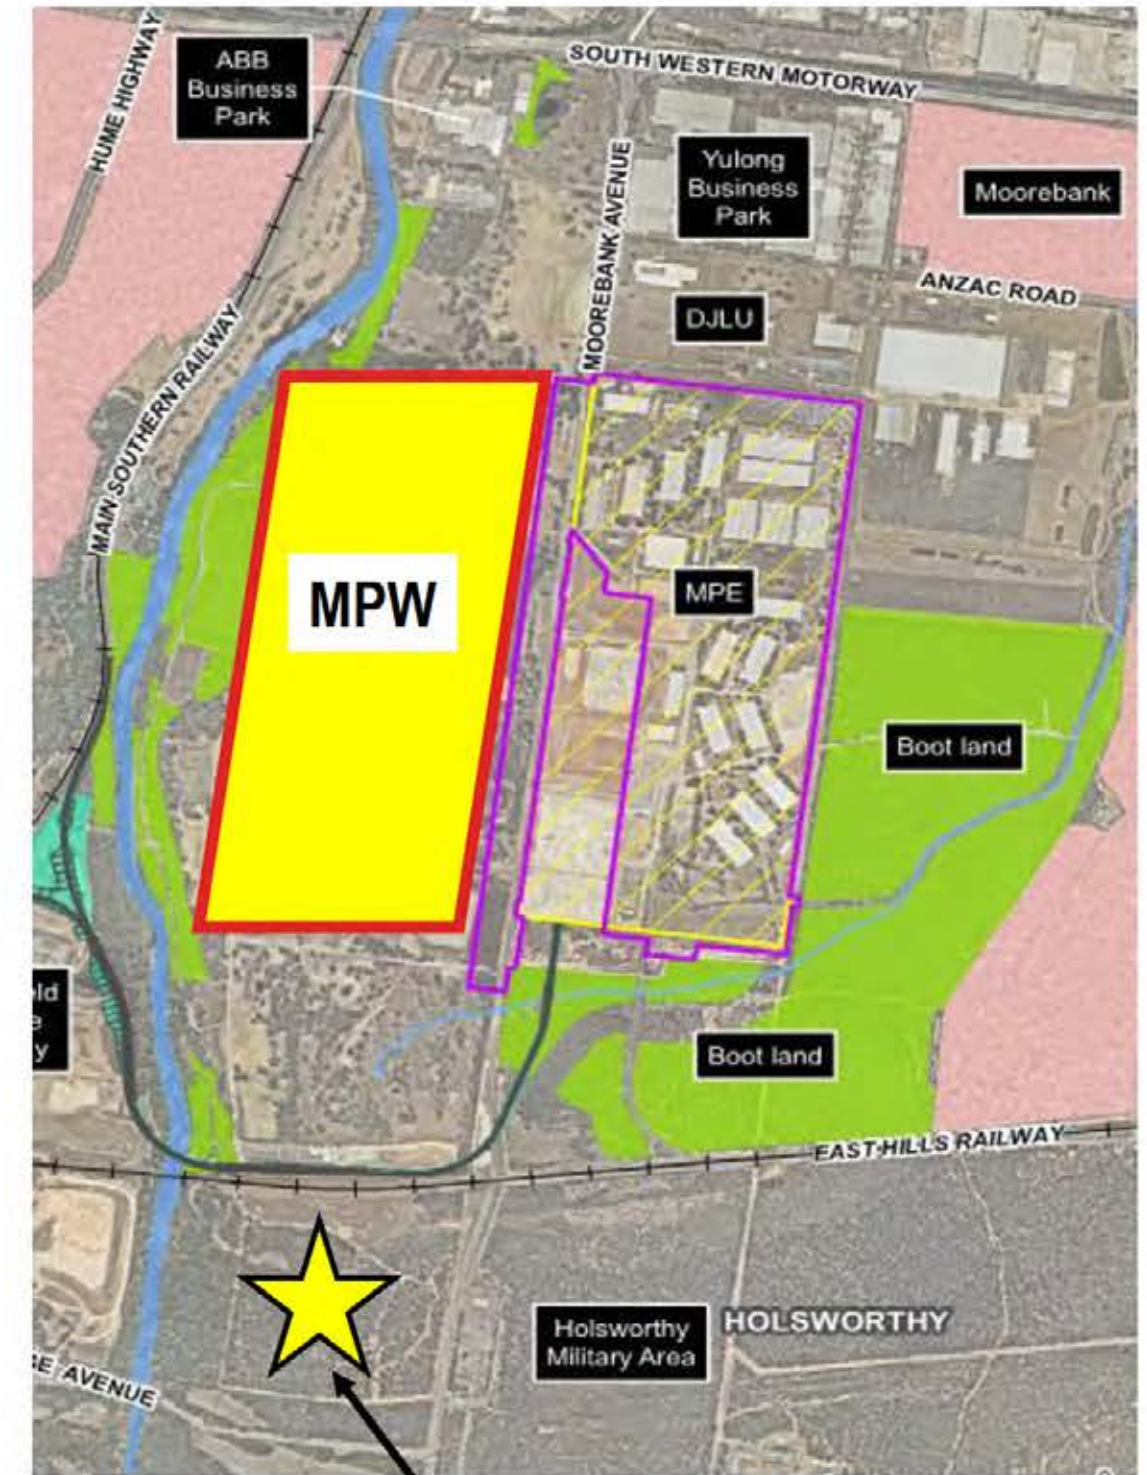 HUME HIGHWAY
ABB
Business
Park
SOUTH WESTERN MOTORWAY
MOOREBANK AVENUE
Yulong
Business
Park
Moorebank
ANZAC ROAD
DJLU
MAIN SOUTHERN RAILWAY
MPW
MPE
Boot land
Boot land
EAST HILLS RAILWAY
Holsworthy
Military Area
HOLSWORTHY
AVENUE